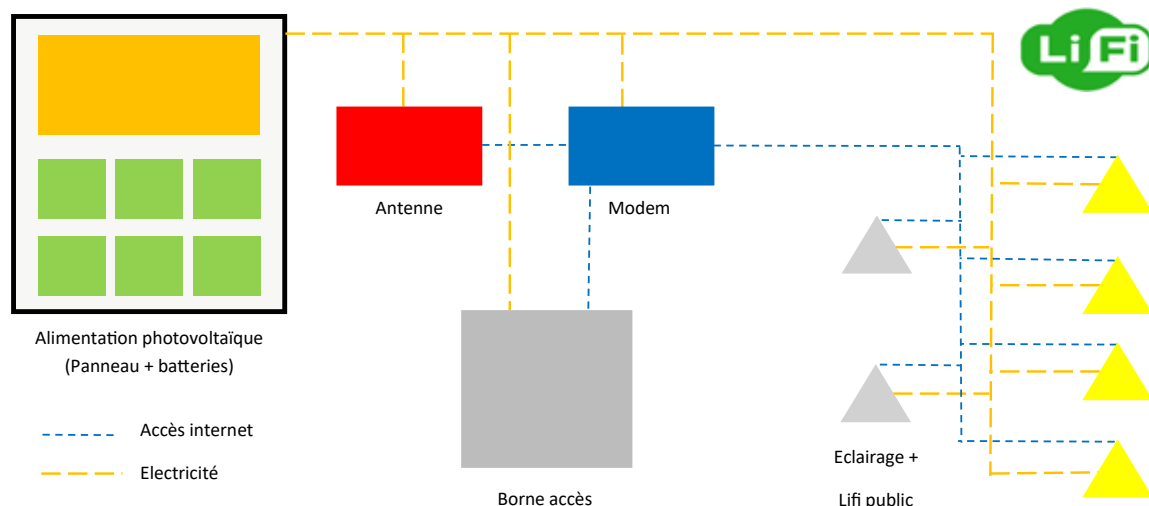 LiFi
Antenne
Modem
Alimentation photovoltaïque
(Panneau + batteries)
Accès internet
Electricité
Borne accès
Eclairage +
Lifi public